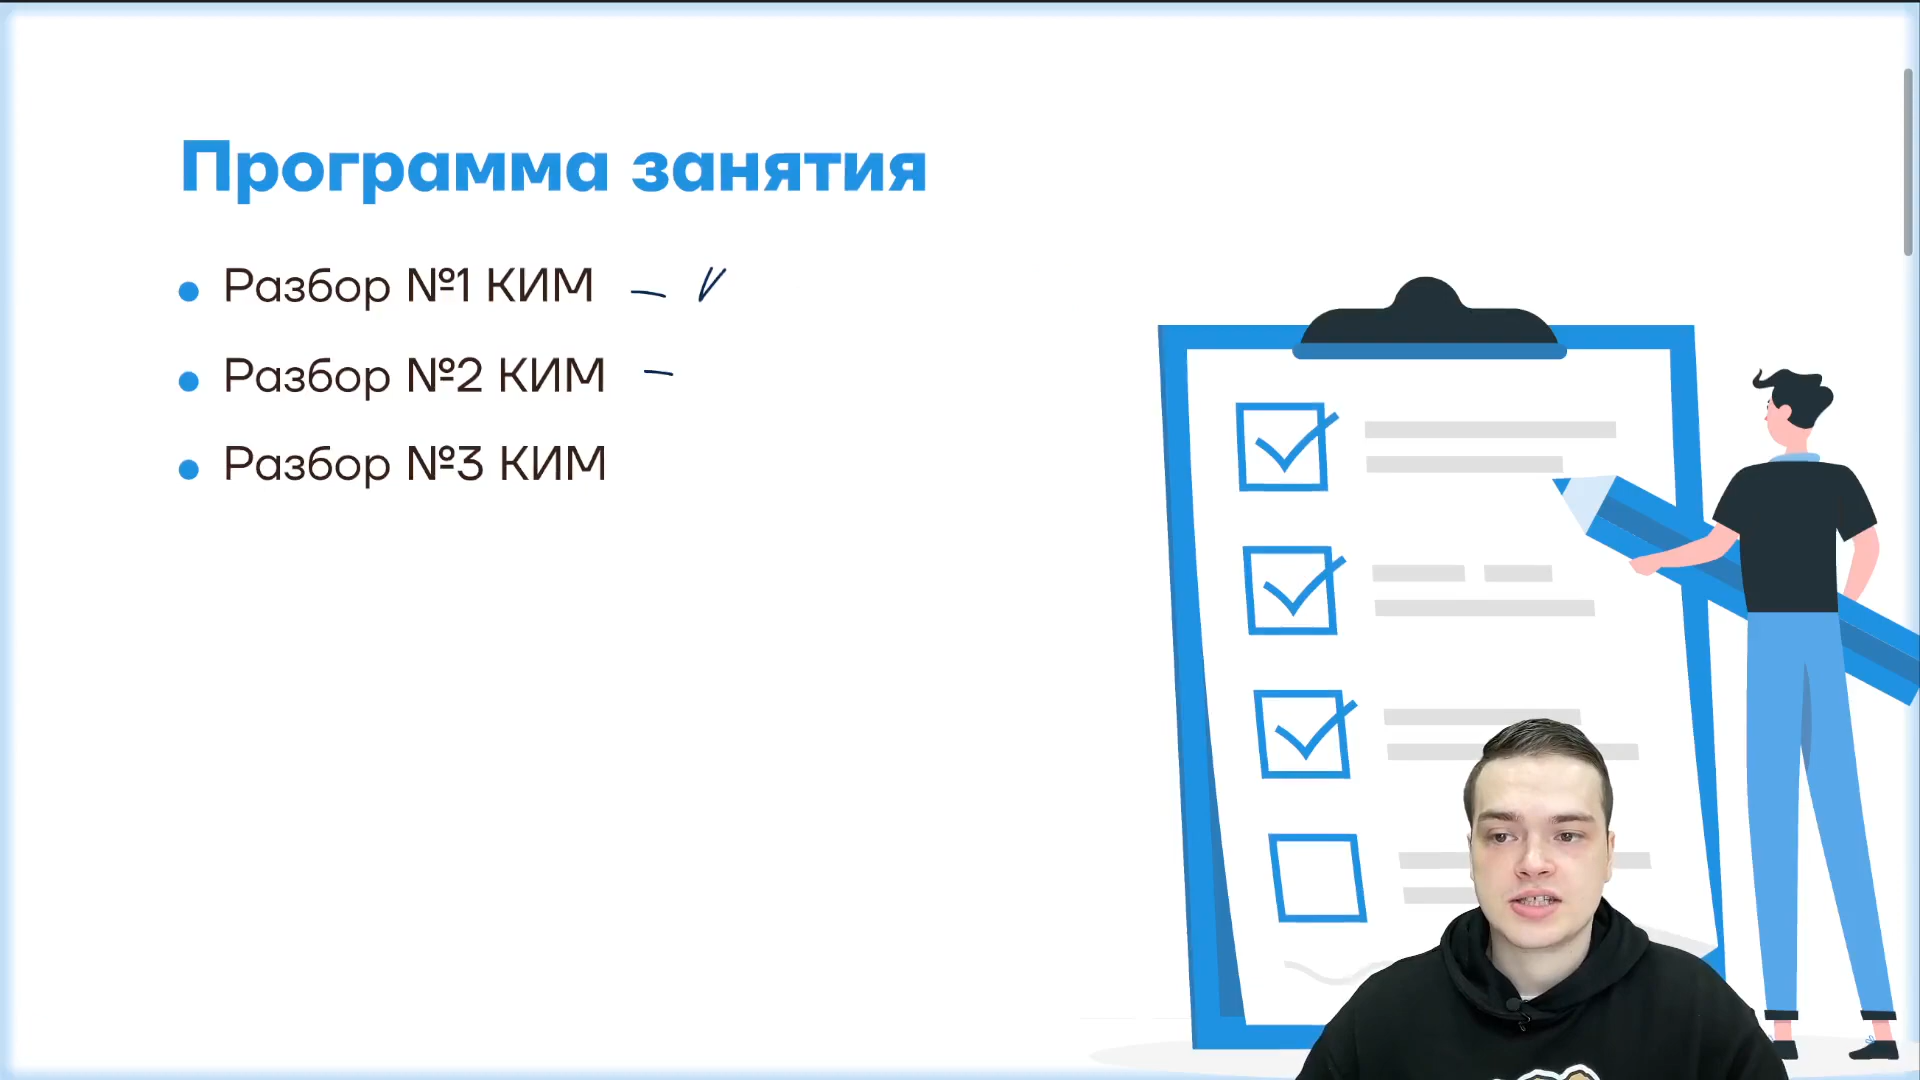 Программа занятия
Разбор №1 КИМ –
Разбор №2 КИМ –
Разбор №3 КИМ